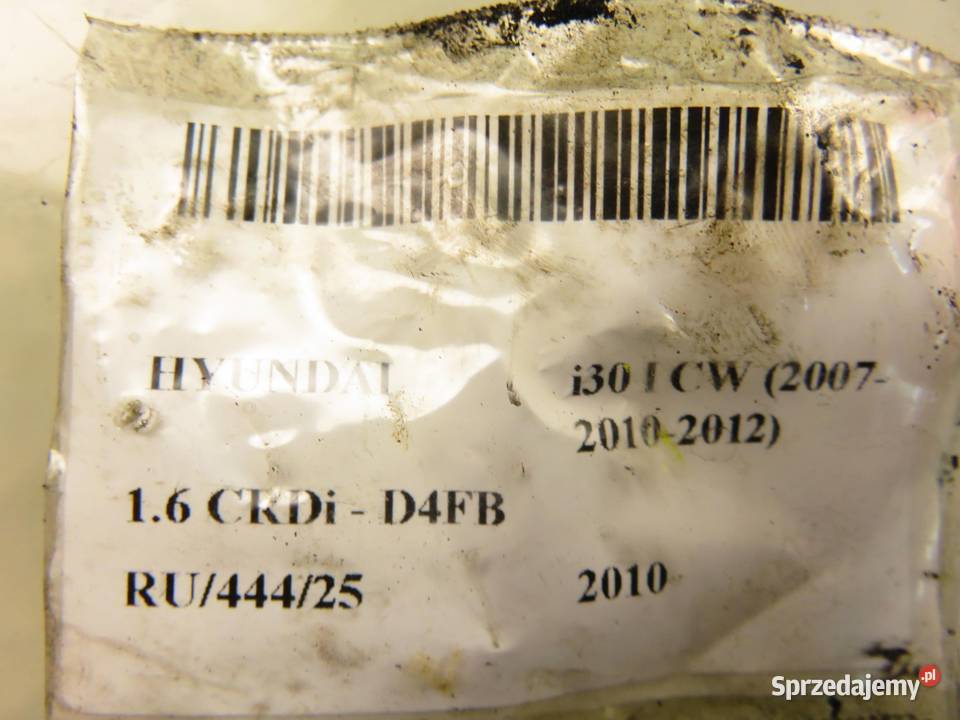 HYUNDAI i30 I CW (2007-
2010-2012)
1.6 CRDi - D4FB
RU/444/25 2010
Sprzedajemy.pl